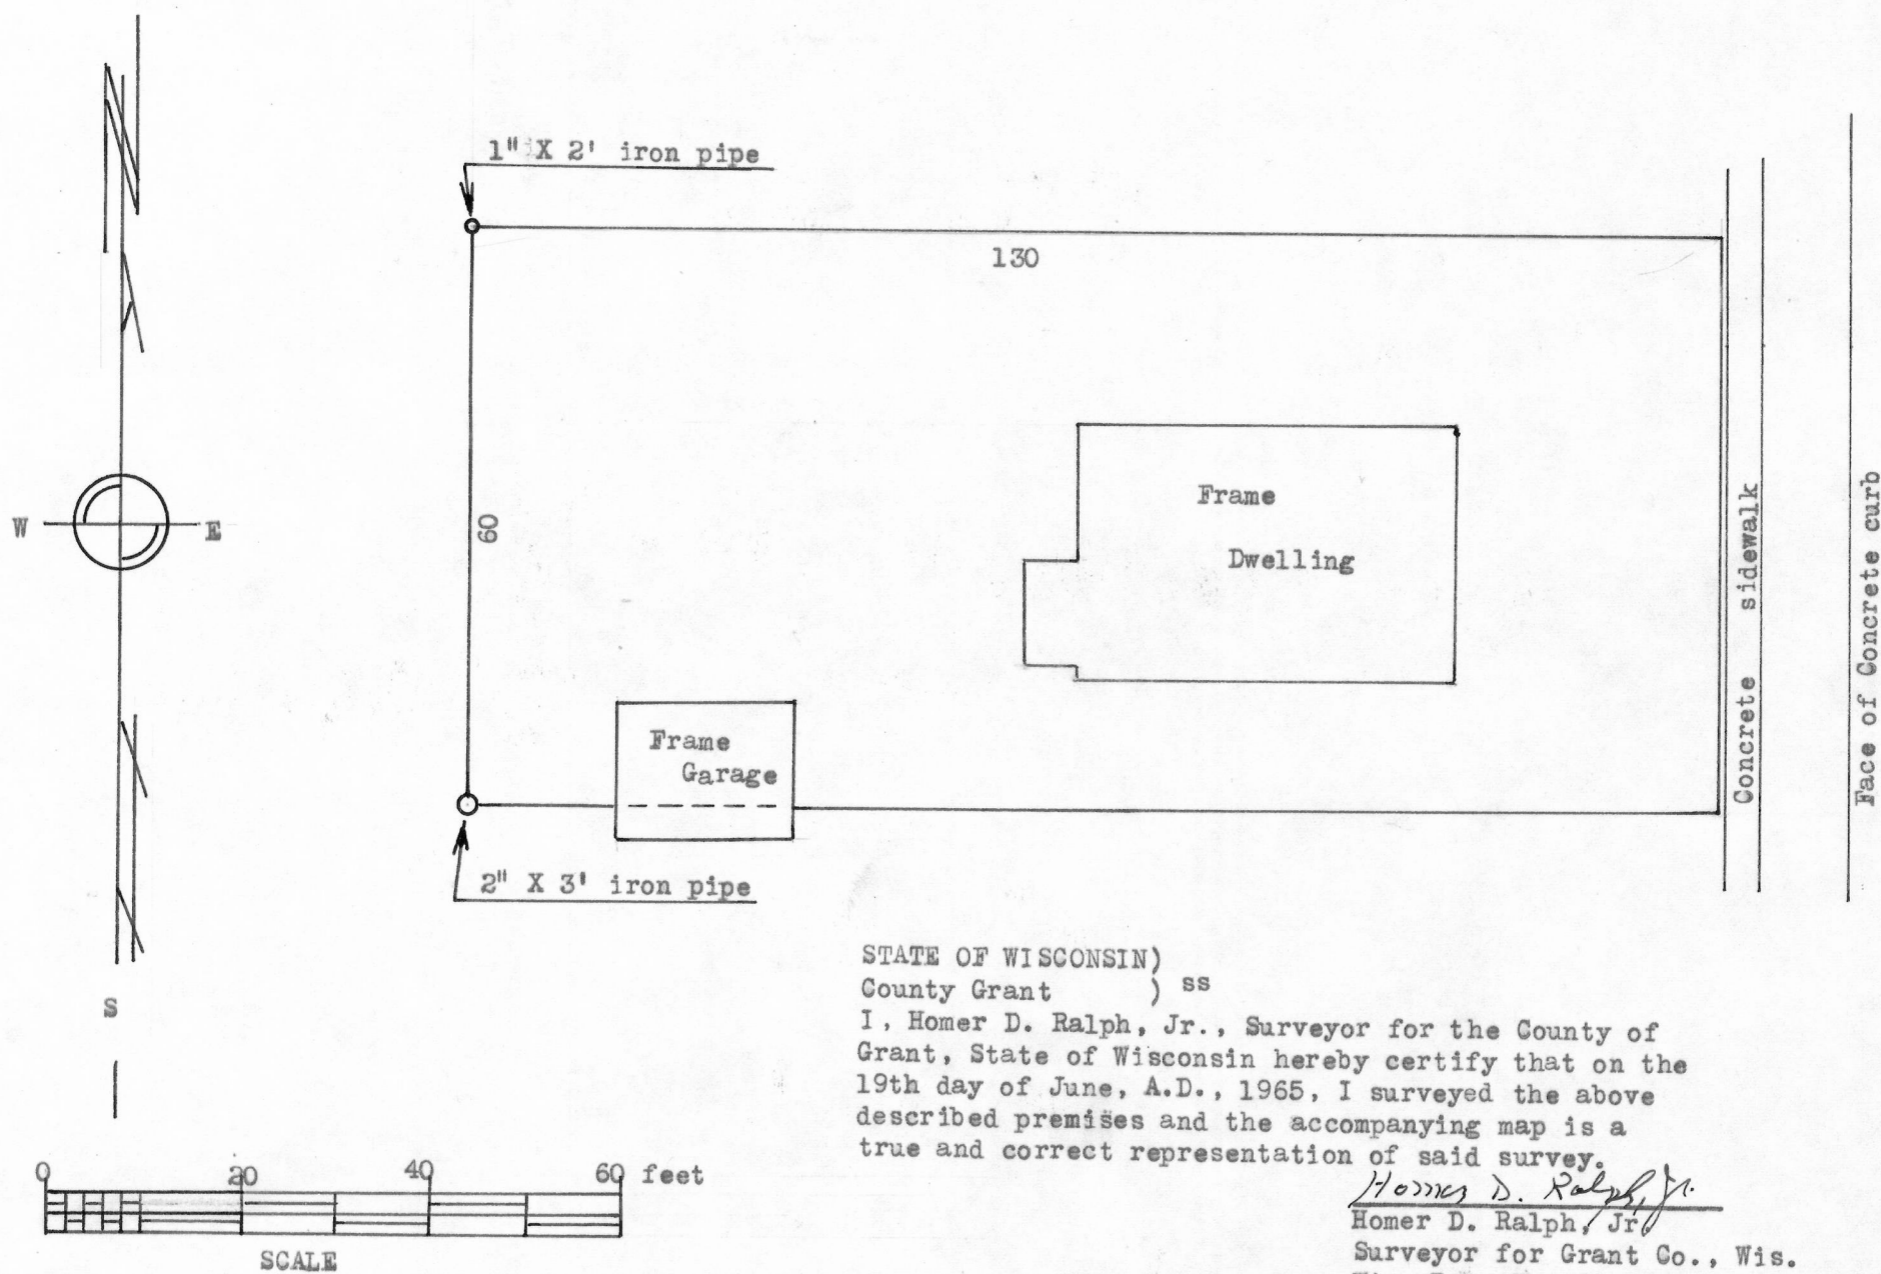 N
1" X 2' iron pipe
130
60
W
E
Frame
Dwelling
Concrete sidewalk
Face of Concrete curb
Frame
Garage
2" X 3' iron pipe
S
STATE OF WISCONSIN)
County Grant ) ss
I, Homer D. Ralph, Jr., Surveyor for the County of
Grant, State of Wisconsin hereby certify that on the
19th day of June, A.D., 1965, I surveyed the above
described premises and the accompanying map is a
true and correct representation of said survey.
Homer D. Ralph, Jr.
Homer D. Ralph, Jr.
Surveyor for Grant Co., Wis.
0 20 40 60 feet
SCALE